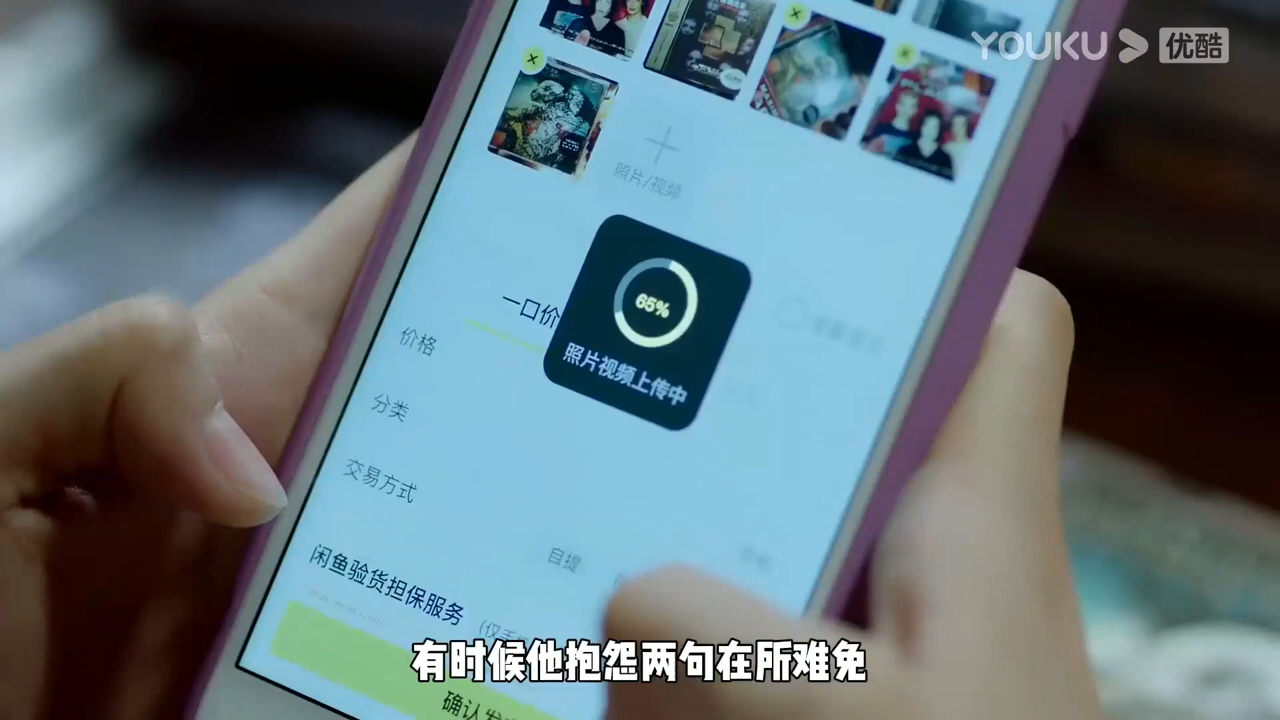 YOUKU 优酷
照片/视频
65%
照片视频上传中
一口价
价格
分类
交易方式
自提
闲鱼验货担保服务
确认发
有时候他抱怨两句在所难免